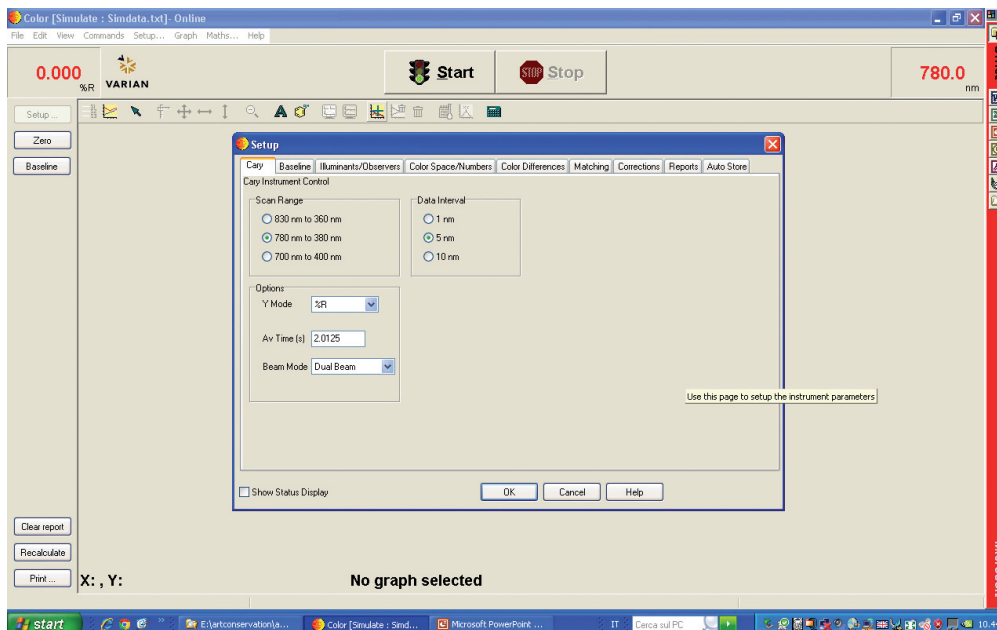 Color [Simulate : Simdata.txt]- Online
File Edit View Commands Setup... Graph Maths... Help
0.000
%R
VARIAN
Start
STOP
Stop
780.0
nm
Setup ...
Zero
Baseline
Setup
Cary Baseline Illuminants/Observers Color Space/Numbers Color Differences Matching Corrections Reports Auto Store
Cary Instrument Control
Scan Range
830 nm to 360 nm
780 nm to 380 nm
700 nm to 400 nm
Data Interval
1 nm
5 nm
10 nm
Options
Y Mode %R
Av Time (s) 2.0125
Beam Mode Dual Beam
Use this page to setup the instrument parameters
Show Status Display
OK Cancel Help
Clear report
Recalculate
Print ...
X: , Y:
No graph selected
start
E:\artconservation\a...
Color [Simulate : Simd...
Microsoft PowerPoint ...
IT
Cerca sul PC
10.4